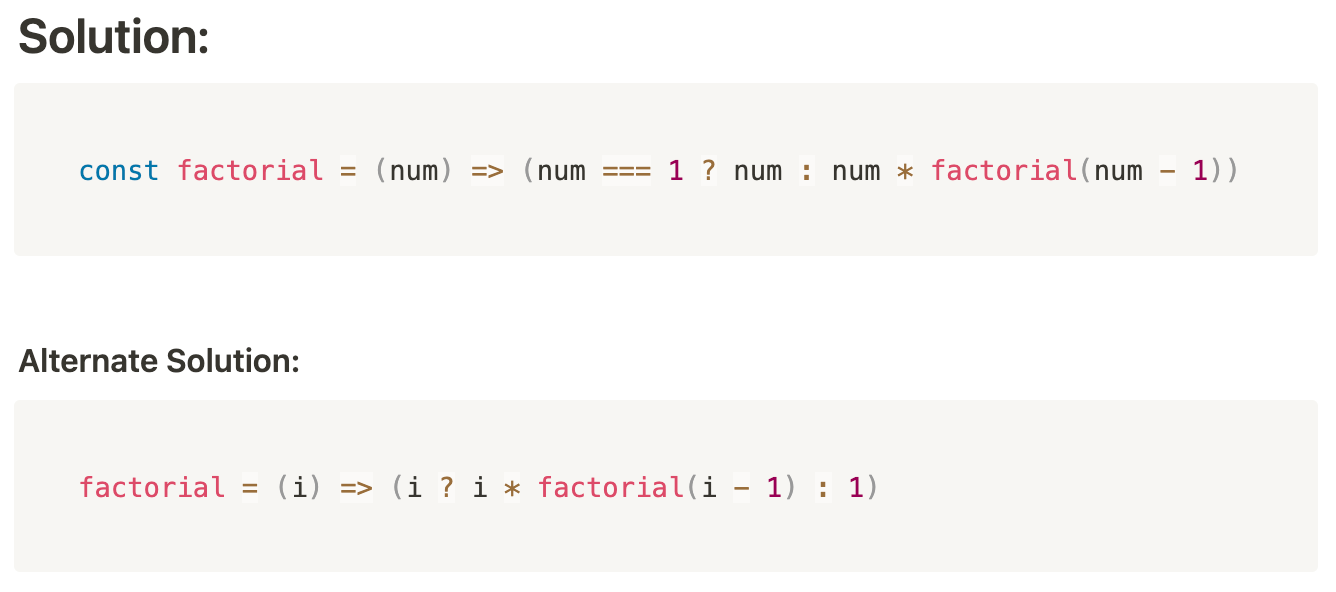 Solution:
const factorial = (num) => (num === 1 ? num : num * factorial(num - 1))
Alternate Solution:
factorial = (i) => (i ? i * factorial(i - 1) : 1)